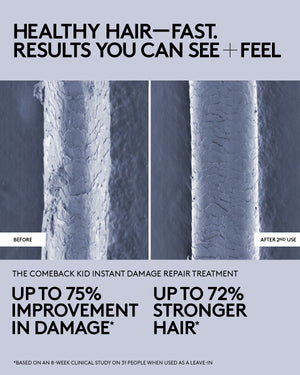 HEALTHY HAIR—FAST.
RESULTS YOU CAN SEE + FEEL
BEFORE
AFTER 2ND USE
THE COMEBACK KID INSTANT DAMAGE REPAIR TREATMENT
UP TO 75%
IMPROVEMENT
IN DAMAGE*
UP TO 72%
STRONGER
HAIR*
*BASED ON AN 8-WEEK CLINICAL STUDY ON 31 PEOPLE WHEN USED AS A LEAVE-IN